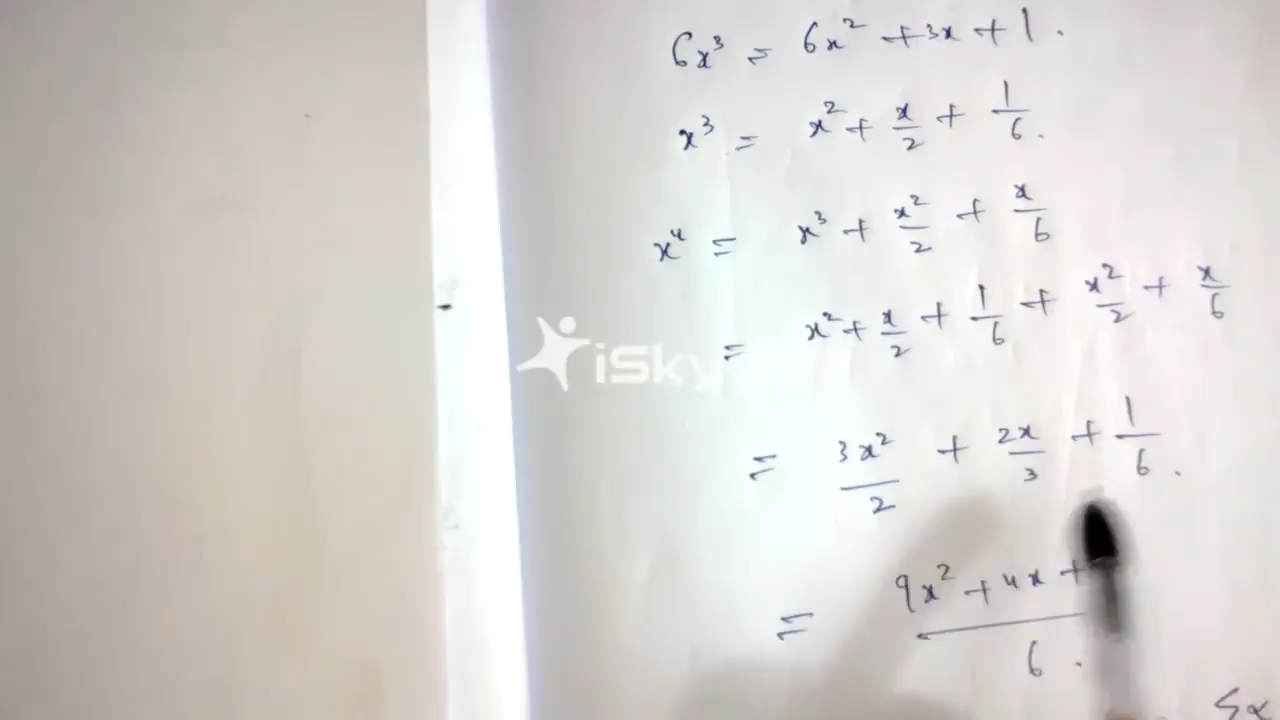 6x³ = 6x² + 3x + 1.
x³ = x² + x/2 + 1/6.
x⁴ = x³ + x²/2 + x/6
= x² + x/2 + 1/6 + x²/2 + x/6
iSky
= 3x²/2 + 2x/3 + 1/6.
= 9x² + 4x + / 6.